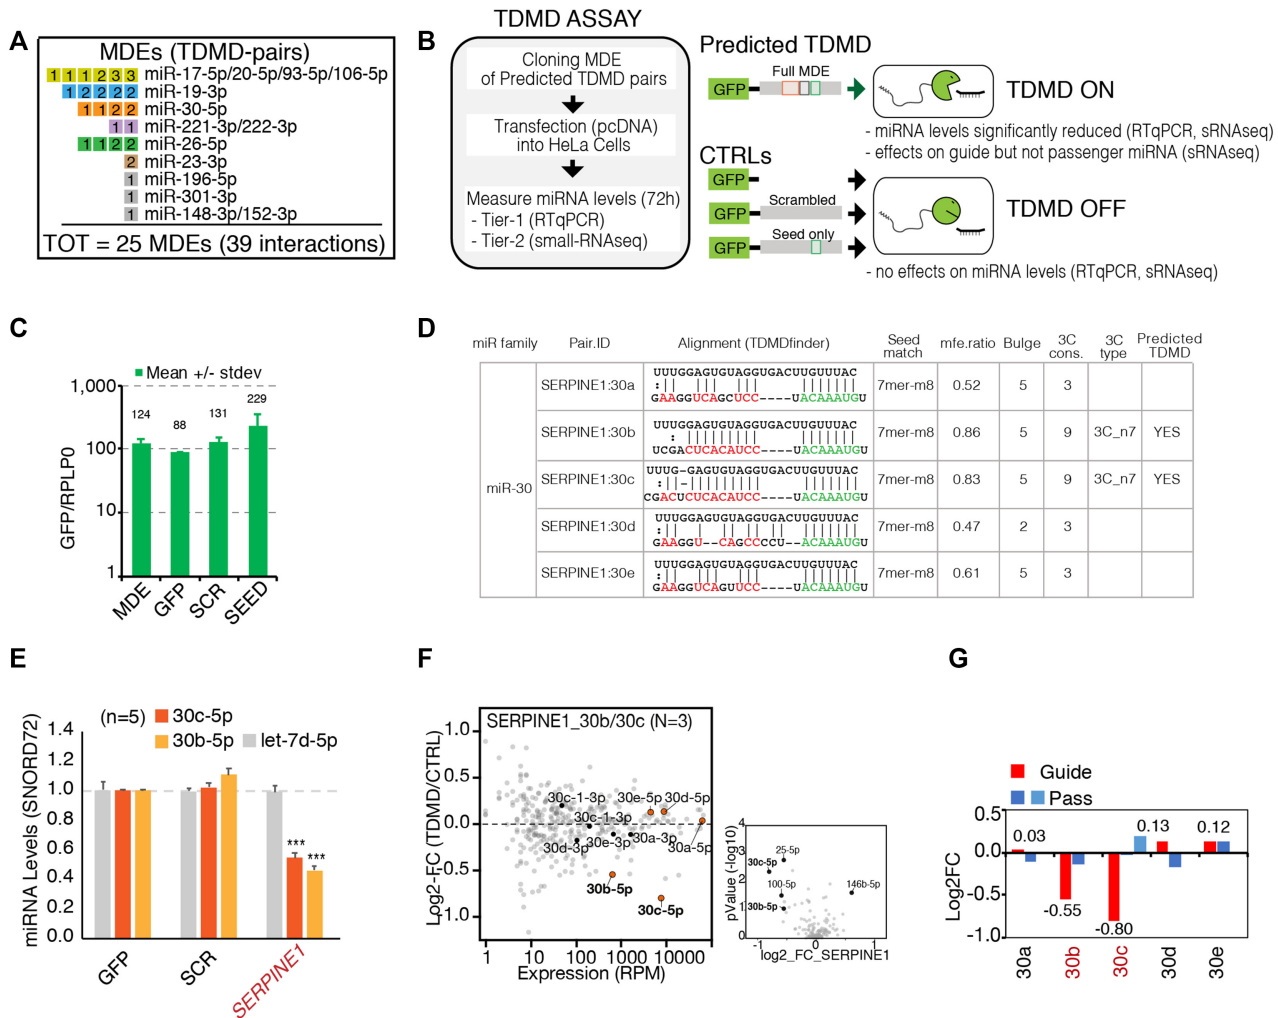 A
MDEs (TDMD-pairs)
1 1 1 2 3 3 miR-17-5p/20-5p/93-5p/106-5p
1 2 2 2 2 miR-19-3p
1 1 2 2 miR-30-5p
1 1 miR-221-3p/222-3p
1 1 2 2 miR-26-5p
2 miR-23-3p
1 miR-196-5p
1 miR-301-3p
1 miR-148-3p/152-3p
TOT = 25 MDEs (39 interactions)
B
TDMD ASSAY
Cloning MDE
of Predicted TDMD pairs
Transfection (pcDNA)
into HeLa Cells
Measure miRNA levels (72h)
- Tier-1 (RTqPCR)
- Tier-2 (small-RNAseq)
Predicted TDMD
Full MDE
GFP
TDMD ON
- miRNA levels significantly reduced (RTqPCR, sRNAseq)
- effects on guide but not passenger miRNA (sRNAseq)
CTRLs
GFP
Scrambled
GFP
Seed only
GFP
TDMD OFF
- no effects on miRNA levels (RTqPCR, sRNAseq)
C
Mean +/- stdev
GFP/RPLP0
1,000
100
10
1
124
88
131
229
MDE
GFP
SCR
SEED
D
miR family Pair.ID Alignment (TDMDfinder) Seed match mfe.ratio Bulge 3C cons. 3C type Predicted TDMD
miR-30
UUUGGAGUGUAGGUGACUUGUUUAC
SERPINE1:30a 7mer-m8 0.52 5 3
GAAGGUCAGCUCC----UACAAAUGU
UUUGGAGUGUAGGUGACUUGUUUAC
SERPINE1:30b 7mer-m8 0.86 5 9 3C_n7 YES
UCGACUCACAUCC----UACAAAUGU
UUUG-GAGUGUAGGUGACUUGUUUAC
SERPINE1:30c 7mer-m8 0.83 5 9 3C_n7 YES
CGACUCUCACAUCC----UACAAAUGU
UUUGGAGUGUAGGUGACUUGUUUAC
SERPINE1:30d 7mer-m8 0.47 2 3
GAAGGU--CAGCCCCU--ACAAAUGU
UUUGGAGUGUAGGUGACUUGUUUAC
SERPINE1:30e 7mer-m8 0.61 5 3
GAAGGUCAGUUCC----UACAAAUGU
E
miRNA Levels (SNORD72)
(n=5)
30c-5p
30b-5p
let-7d-5p
1.4
1.2
1.0
0.8
0.6
0.4
0.2
0.0
***
***
GFP
SCR
SERPINE1
F
SERPINE1_30b/30c (N=3)
Log2-FC (TDMD/CTRL)
1.0
0.5
0.0
-0.5
-1.0
30c-1-3p
30e-5p
30d-5p
30c-1-3p
30d-3p
30e-3p
30a-3p
30a-5p
30b-5p
30c-5p
1
10
100
1000
10000
Expression (RPM)
pValue (-log10)
4
3
2
1
0
25-5p
30c-5p
100-5p
146b-5p
30b-5p
-1
0
1
log2_FC_SERPINE1
G
Guide
Pass
Log2FC
0.5
0.0
-0.5
-1.0
0.03
-0.55
-0.80
0.13
0.12
30a
30b
30c
30d
30e